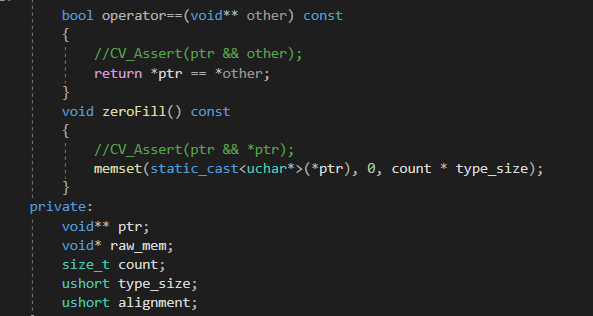 bool operator==(void** other) const
{
//CV_Assert(ptr && other);
return *ptr == *other;
}
void zeroFill() const
{
//CV_Assert(ptr && *ptr);
memset(static_cast<uchar*>(*ptr), 0, count * type_size);
}
private:
void** ptr;
void* raw_mem;
size_t count;
ushort type_size;
ushort alignment;